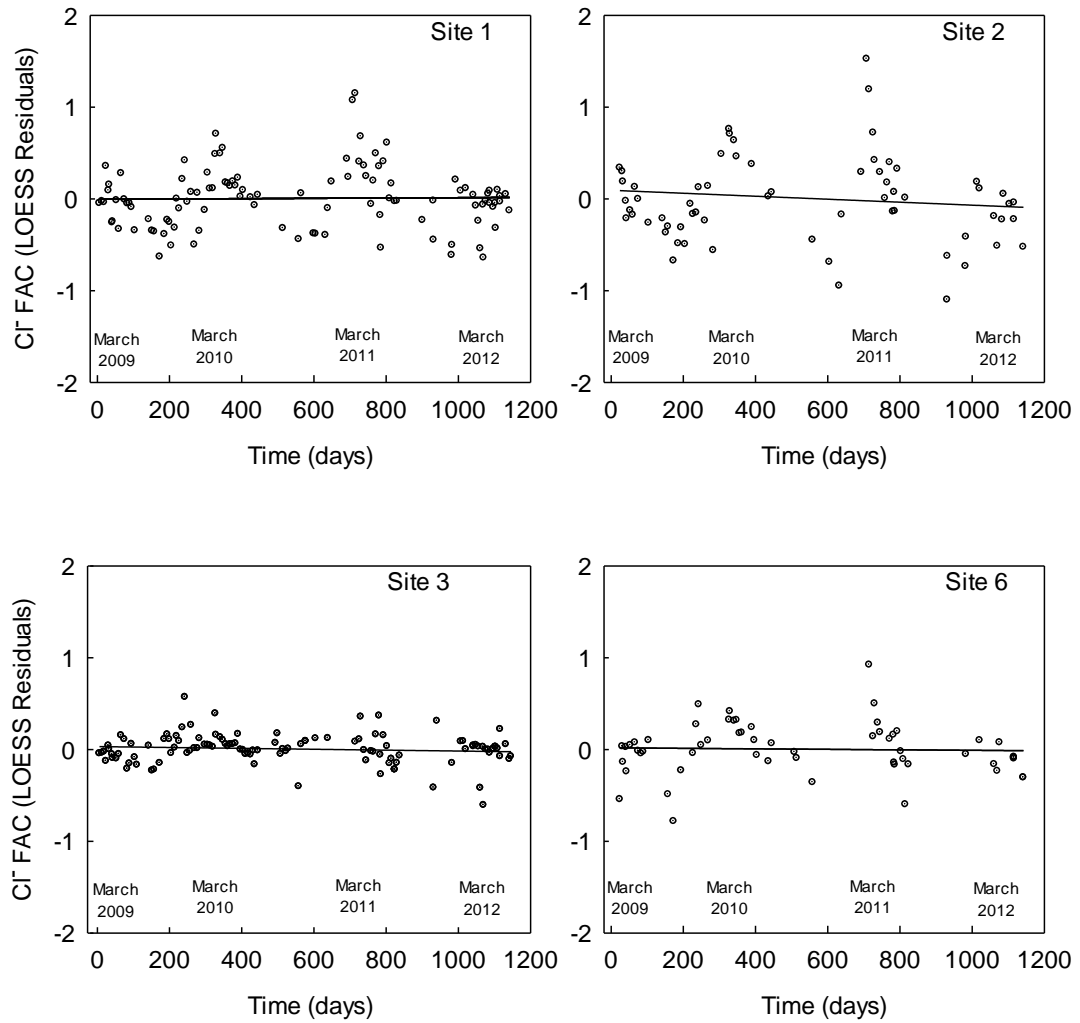 Site 1
Cl⁻ FAC (LOESS Residuals)
2
1
0
-1
-2
March
2009
March
2010
March
2011
March
2012
0 200 400 600 800 1000 1200
Time (days)
Site 2
2
1
0
-1
-2
March
2009
March
2010
March
2011
March
2012
0 200 400 600 800 1000 1200
Time (days)
Site 3
Cl⁻ FAC (LOESS Residuals)
2
1
0
-1
-2
March
2009
March
2010
March
2011
March
2012
0 200 400 600 800 1000 1200
Time (days)
Site 6
2
1
0
-1
-2
March
2009
March
2010
March
2011
March
2012
0 200 400 600 800 1000 1200
Time (days)